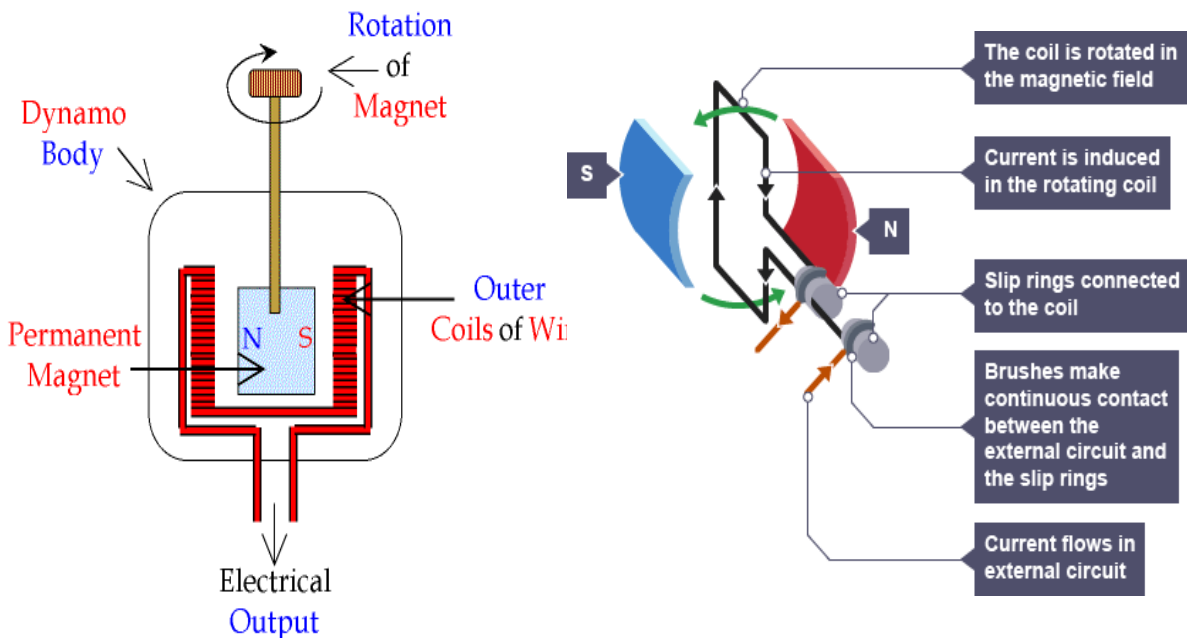 Rotation
of
Magnet
Dynamo
Body
N S
Permanent
Magnet
Outer
Coils of Wi
Electrical
Output
The coil is rotated in
the magnetic field
Current is induced
in the rotating coil
S
N
Slip rings connected
to the coil
Brushes make
continuous contact
between the
external circuit and
the slip rings
Current flows in
external circuit